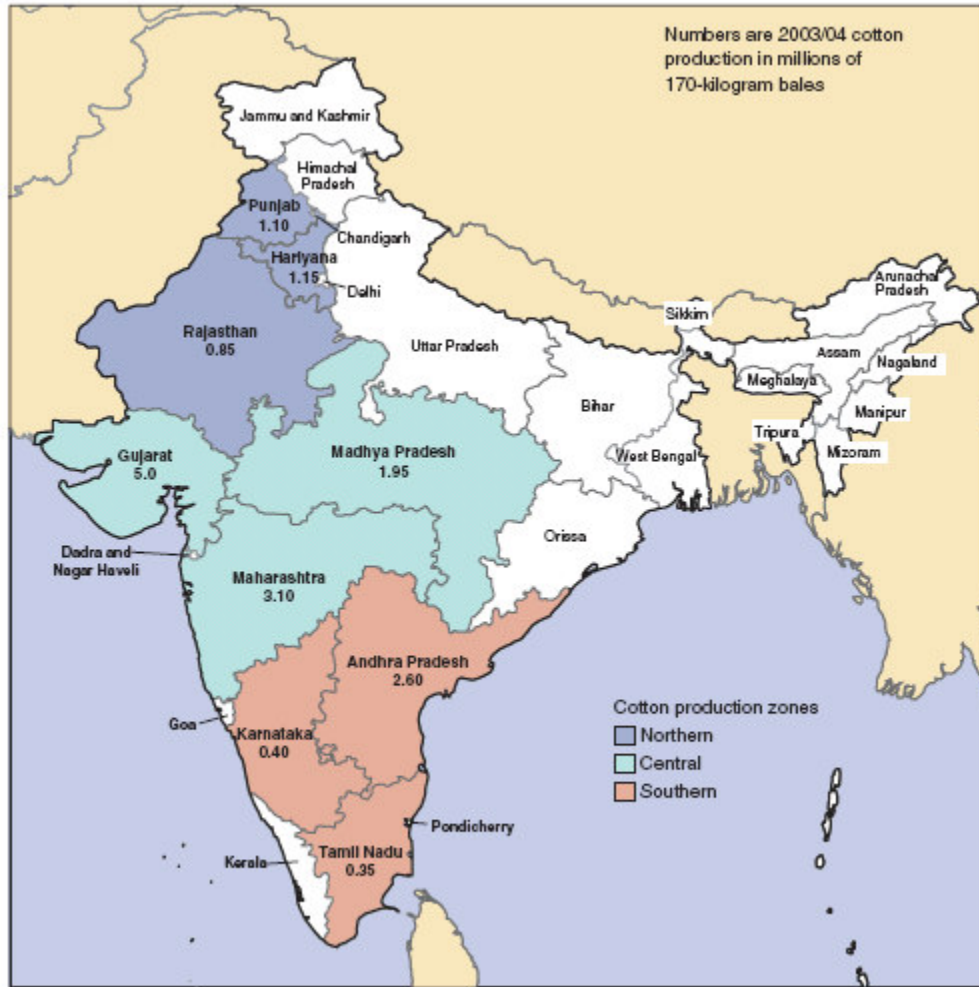 Numbers are 2003/04 cotton
production in millions of
170-kilogram bales
Jammu and Kashmir
Himachal
Pradesh
Punjab
1.10
Chandigarh
Hariyana
1.15
Delhi
Arunachal
Pradesh
Sikkim
Rajasthan
0.85
Uttar Pradesh
Assam
Nagaland
Meghalaya
Bihar
Manipur
Tripura
Mizoram
Gujarat
5.0
Madhya Pradesh
1.95
West Bengal
Orissa
Dadra and
Nagar Haveli
Maharashtra
3.10
Andhra Pradesh
2.60
Goa
Karnataka
0.40
Cotton production zones
Northern
Central
Southern
Pondicherry
Kerala
Tamil Nadu
0.35